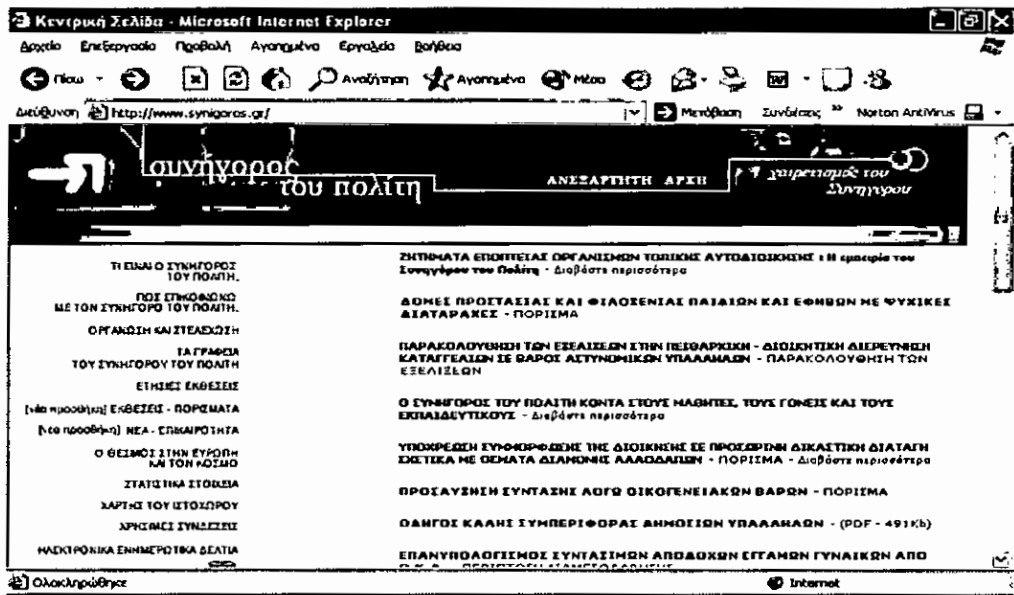 Κεντρική Σελίδα - Microsoft Internet Explorer
Αρχείο Επεξεργασία Προβολή Αγαπημένα Εργαλεία Βοήθεια
Πίσω Αναζήτηση Αγαπημένα Μέσα
Διεύθυνση http://www.synigoros.gr/ Μετάβαση Συνδέσεις » Norton AntiVirus
συνήγορος
του πολίτη
ΑΝΕΞΑΡΤΗΤΗ ΑΡΧΗ
χαιρετισμός του
Συνηγόρου
ΤΙ ΕΙΝΑΙ Ο ΣΥΝΗΓΟΡΟΣ
ΤΟΥ ΠΟΛΙΤΗ.
ΠΩΣ ΕΠΙΚΟΙΝΩΝΩ
ΜΕ ΤΟΝ ΣΥΝΗΓΟΡΟ ΤΟΥ ΠΟΛΙΤΗ.
ΟΡΓΑΝΩΣΗ ΚΑΙ ΣΤΕΛΕΧΩΣΗ
ΤΑ ΓΡΑΦΕΙΑ
ΤΟΥ ΣΥΝΗΓΟΡΟΥ ΤΟΥ ΠΟΛΙΤΗ
ΕΤΗΣΙΕΣ ΕΚΘΕΣΕΙΣ
[νέα προσθήκη] ΕΚΘΕΣΕΙΣ - ΠΟΡΙΣΜΑΤΑ
[νέα προσθήκη] ΝΕΑ - ΕΠΙΚΑΙΡΟΤΗΤΑ
Ο ΘΕΣΜΟΣ ΣΤΗΝ ΕΥΡΩΠΗ
ΚΑΙ ΤΟΝ ΚΟΣΜΟ
ΣΤΑΤΙΣΤΙΚΑ ΣΤΟΙΧΕΙΑ
ΧΑΡΤΗΣ ΤΟΥ ΙΣΤΟΧΩΡΟΥ
ΧΡΗΣΙΜΕΣ ΣΥΝΔΕΣΕΙΣ
ΗΛΕΚΤΡΟΝΙΚΑ ΕΝΗΜΕΡΩΤΙΚΑ ΔΕΛΤΙΑ
ΖΗΤΗΜΑΤΑ ΕΠΟΠΤΕΙΑΣ ΟΡΓΑΝΙΣΜΩΝ ΤΟΠΙΚΗΣ ΑΥΤΟΔΙΟΙΚΗΣΗΣ : Η εμπειρία του
Συνηγόρου του Πολίτη - Διαβάστε περισσότερα
ΔΟΜΕΣ ΠΡΟΣΤΑΣΙΑΣ ΚΑΙ ΦΙΛΟΞΕΝΙΑΣ ΠΑΙΔΙΩΝ ΚΑΙ ΕΦΗΒΩΝ ΜΕ ΨΥΧΙΚΕΣ
ΔΙΑΤΑΡΑΧΕΣ - ΠΟΡΙΣΜΑ
ΠΑΡΑΚΟΛΟΥΘΗΣΗ ΤΩΝ ΕΞΕΛΙΞΕΩΝ ΣΤΗΝ ΠΕΙΘΑΡΧΙΚΗ - ΔΙΟΙΚΗΤΙΚΗ ΔΙΕΡΕΥΝΗΣΗ
ΚΑΤΑΓΓΕΛΙΩΝ ΣΕ ΒΑΡΟΣ ΑΣΤΥΝΟΜΙΚΩΝ ΥΠΑΛΛΗΛΩΝ - ΠΑΡΑΚΟΛΟΥΘΗΣΗ ΤΩΝ
ΕΞΕΛΙΞΕΩΝ
Ο ΣΥΝΗΓΟΡΟΣ ΤΟΥ ΠΟΛΙΤΗ ΚΟΝΤΑ ΣΤΟΥΣ ΜΑΘΗΤΕΣ, ΤΟΥΣ ΓΟΝΕΙΣ ΚΑΙ ΤΟΥΣ
ΕΚΠΑΙΔΕΥΤΙΚΟΥΣ - Διαβάστε περισσότερα
ΥΠΟΧΡΕΩΣΗ ΣΥΜΜΟΡΦΩΣΗΣ ΤΗΣ ΔΙΟΙΚΗΣΗΣ ΣΕ ΠΡΟΣΩΡΙΝΗ ΔΙΚΑΣΤΙΚΗ ΔΙΑΤΑΓΗ
ΣΧΕΤΙΚΑ ΜΕ ΘΕΜΑΤΑ ΔΙΑΜΟΝΗΣ ΑΛΛΟΔΑΠΩΝ - ΠΟΡΙΣΜΑ - Διαβάστε περισσότερα
ΠΡΟΣΑΥΞΗΣΗ ΣΥΝΤΑΞΗΣ ΛΟΓΩ ΟΙΚΟΓΕΝΕΙΑΚΩΝ ΒΑΡΩΝ - ΠΟΡΙΣΜΑ
ΟΔΗΓΟΣ ΚΑΛΗΣ ΣΥΜΠΕΡΙΦΟΡΑΣ ΔΗΜΟΣΙΩΝ ΥΠΑΛΛΗΛΩΝ - (PDF - 491Kb)
ΕΠΑΝΥΠΟΛΟΓΙΣΜΟΣ ΣΥΝΤΑΞΙΜΩΝ ΑΠΟΔΟΧΩΝ ΕΓΓΑΜΩΝ ΓΥΝΑΙΚΩΝ ΑΠΟ
Ολοκληρώθηκε Internet